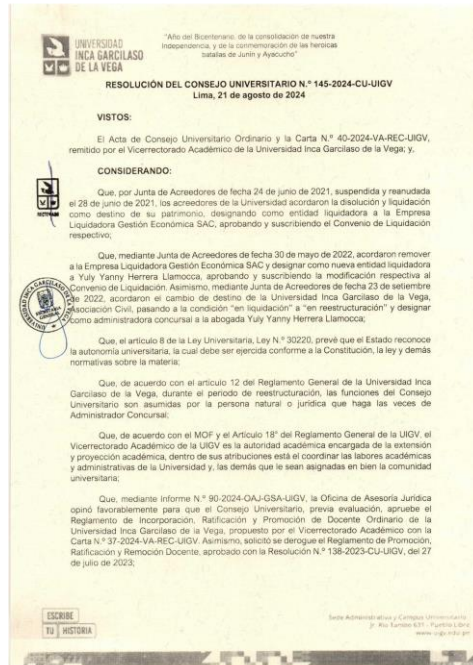 UNIVERSIDAD
INCA GARCILASO
DE LA VEGA
"Año del Bicentenario, de la consolidación de nuestra
Independencia, y de la conmemoración de las heroicas
batallas de Junín y Ayacucho"
RESOLUCIÓN DEL CONSEJO UNIVERSITARIO N.º 145-2024-CU-UIGV
Lima, 21 de agosto de 2024
VISTOS:
El Acta de Consejo Universitario Ordinario y la Carta N.º 40-2024-VA-REC-UIGV,
remitido por el Vicerrectorado Académico de la Universidad Inca Garcilaso de la Vega; y,
CONSIDERANDO:
Que, por Junta de Acreedores de fecha 24 de junio de 2021, suspendida y reanudada
el 28 de junio de 2021, los acreedores de la Universidad acordaron la disolución y liquidación
como destino de su patrimonio, designando como entidad liquidadora a la Empresa
Liquidadora Gestión Económica SAC, aprobando y suscribiendo el Convenio de Liquidación
respectivo;
Que, mediante Junta de Acreedores de fecha 30 de mayo de 2022, acordaron remover
a la Empresa Liquidadora Gestión Económica SAC y designar como nueva entidad liquidadora
a Yuly Yanny Herrera Llamocca, aprobando y suscribiendo la modificación respectiva al
Convenio de Liquidación. Asimismo, mediante Junta de Acreedores de fecha 23 de setiembre
de 2022, acordaron el cambio de destino de la Universidad Inca Garcilaso de la Vega,
Asociación Civil, pasando a la condición "en liquidación" a "en reestructuración" y designar
como administradora concursal a la abogada Yuly Yanny Herrera Llamocca;
Que, el artículo 8 de la Ley Universitaria, Ley N.º 30220, prevé que el Estado reconoce
la autonomía universitaria, la cual debe ser ejercida conforme a la Constitución, la ley y demás
normativas sobre la materia;
Que, de acuerdo con el artículo 12 del Reglamento General de la Universidad Inca
Garcilaso de la Vega, durante el periodo de reestructuración, las funciones del Consejo
Universitario son asumidas por la persona natural o jurídica que haga las veces de
Administrador Concursal;
Que, de acuerdo con el MOF y el Artículo 18° del Reglamento General de la UIGV, el
Vicerrectorado Académico de la UIGV es la autoridad académica encargada de la extensión
y proyección académica, dentro de sus atribuciones está el coordinar las labores académicas
y administrativas de la Universidad y, las demás que le sean asignadas en bien la comunidad
universitaria;
Que, mediante Informe N.º 90-2024-OAJ-GSA-UIGV, la Oficina de Asesoría Jurídica
opinó favorablemente para que el Consejo Universitario, previa evaluación, apruebe el
Reglamento de Incorporación, Ratificación y Promoción de Docente Ordinario de la
Universidad Inca Garcilaso de la Vega, propuesto por el Vicerrectorado Académico con la
Carta N.º 37-2024-VA-REC-UIGV. Asimismo, solicitó se derogue el Reglamento de Promoción,
Ratificación y Remoción Docente, aprobado con la Resolución N.º 138-2023-CU-UIGV, del 27
de julio de 2023;
ESCRIBE
TU HISTORIA
Sede Administrativa y Campus Universitario
Pueblo Libre